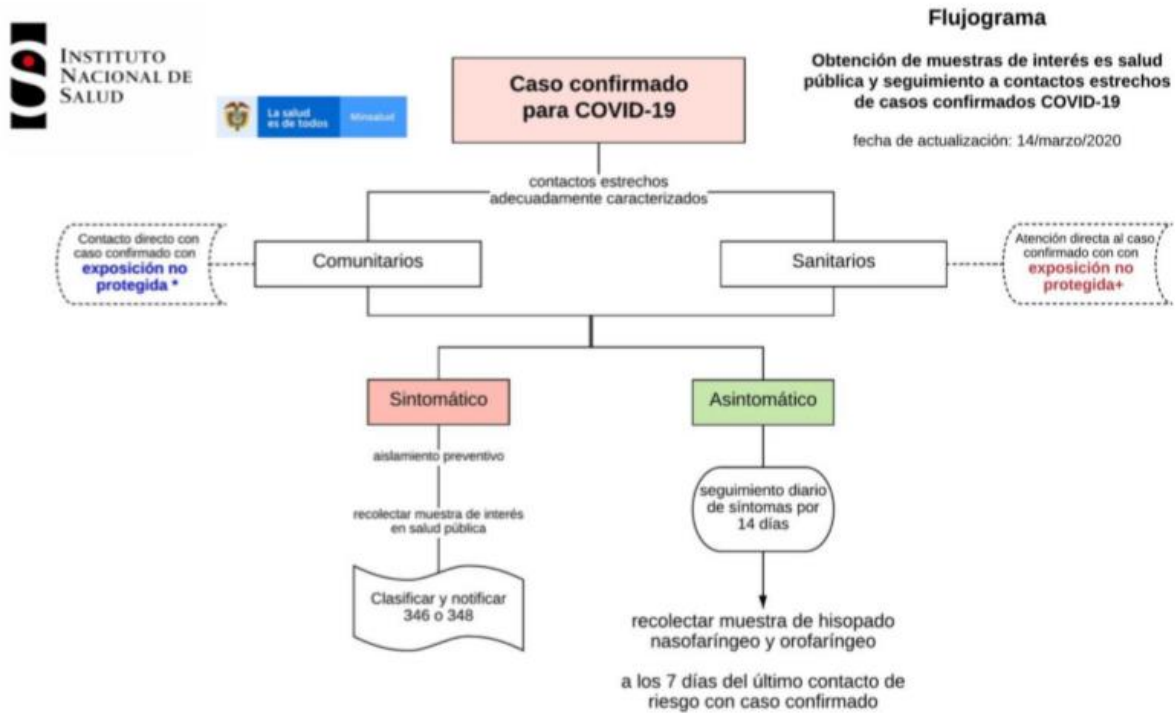 INSTITUTO
NACIONAL DE
SALUD
La salud
es de todos
Minsalud
Flujograma
Obtención de muestras de interés es salud
pública y seguimiento a contactos estrechos
de casos confirmados COVID-19
fecha de actualización: 14/marzo/2020
Caso confirmado
para COVID-19
contactos estrechos
adecuadamente caracterizados
Contacto directo con
caso confirmado con
exposición no
protegida *
Comunitarios
Sanitarios
Atención directa al caso
confirmado con con
exposición no
protegida+
Sintomático
Asintomático
aislamiento preventivo
recolectar muestra de interés
en salud pública
Clasificar y notificar
346 o 348
seguimiento diario
de síntomas por
14 días
recolectar muestra de hisopado
nasofaríngeo y orofaríngeo
a los 7 días del último contacto de
riesgo con caso confirmado